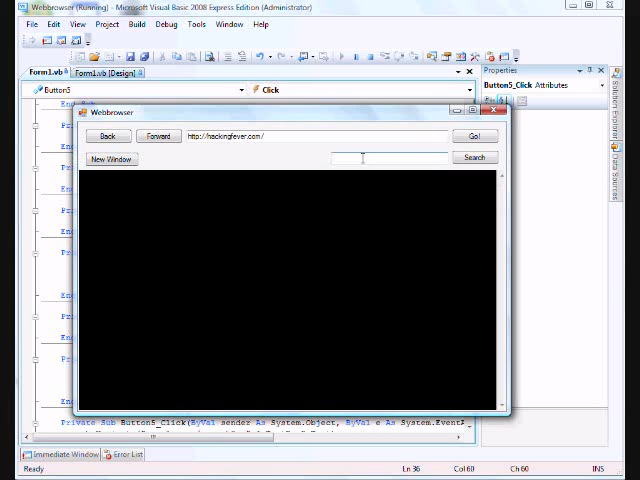 Webbrowser (Running) - Microsoft Visual Basic 2008 Express Edition (Administrator)
File Edit View Project Build Debug Tools Window Help
Form1.vb Form1.vb [Design]
Properties
Button5 Click
Button5_Click Attributes
Solution Explorer
Data Sources
End Sub
Webbrowser
Back Forward http://hackingfever.com/ Go!
New Window Search
Private Sub Button5_Click(ByVal sender As System.Object, ByVal e As System.EventA
Immediate Window Error List
Ready Ln 36 Col 60 Ch 60 INS